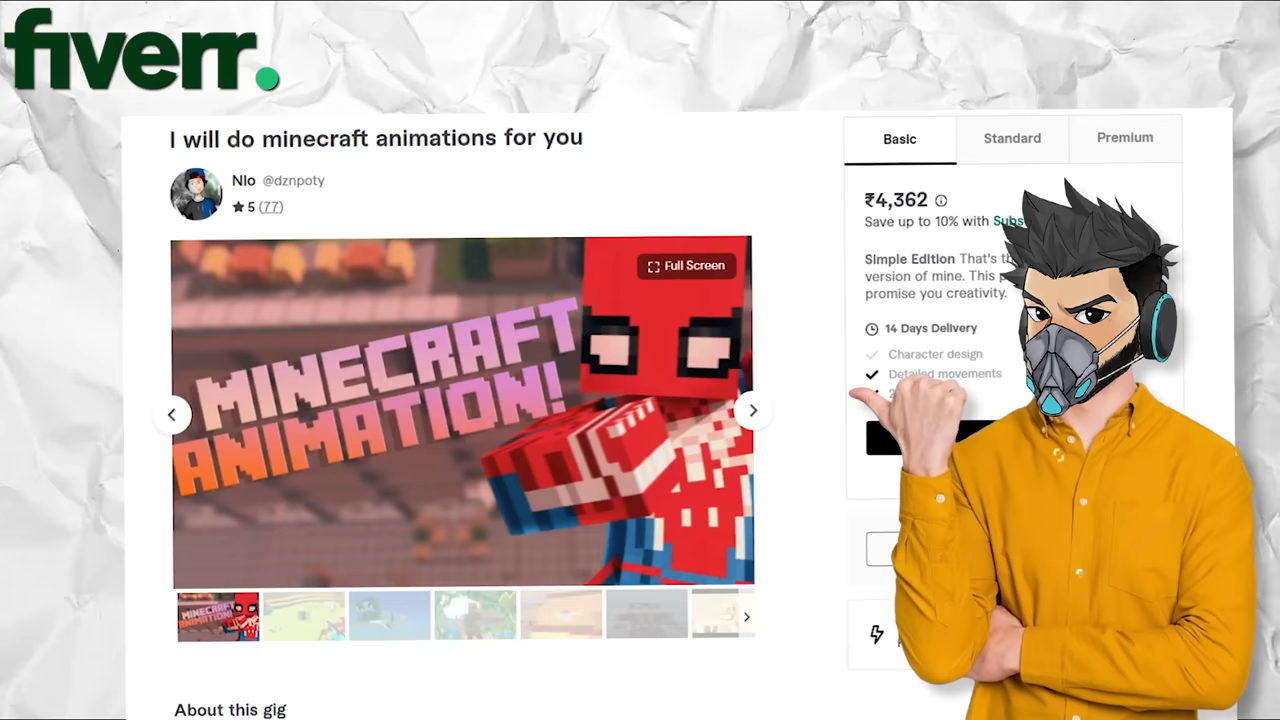 fiverr.
I will do minecraft animations for you
Nlo @dznpoty
5 (77)
Full Screen
MINECRAFT
ANIMATION!
About this gig
Basic
Standard
Premium
₹4,362
Save up to 10% with Subs
Simple Edition That's
version of mine. This
promise you creativity.
14 Days Delivery
Character design
Detailed movements